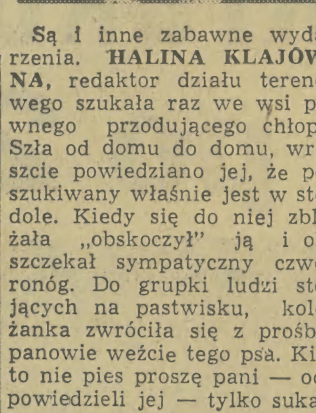 Są i inne zabawne wyda
rzenia. HALINA KLAJÓW
NA, redaktor działu teren
wego szukała raz we wsi p
wnego przodującego chłop
Szła od domu do domu, wr
szcie powiedziano jej, że p
szukiwany właśnie jest w st
dole. Kiedy się do niej zbl
żała „obskoczył” ją i o
szczekał sympatyczny czw
ronóg. Do grupki ludzi st
jących na pastwisku, kol
żanka zwróciła się z prośb
panowie weźcie tego psa. Ki
to nie pies proszę pani — o
powiedzieli jej — tylko suka